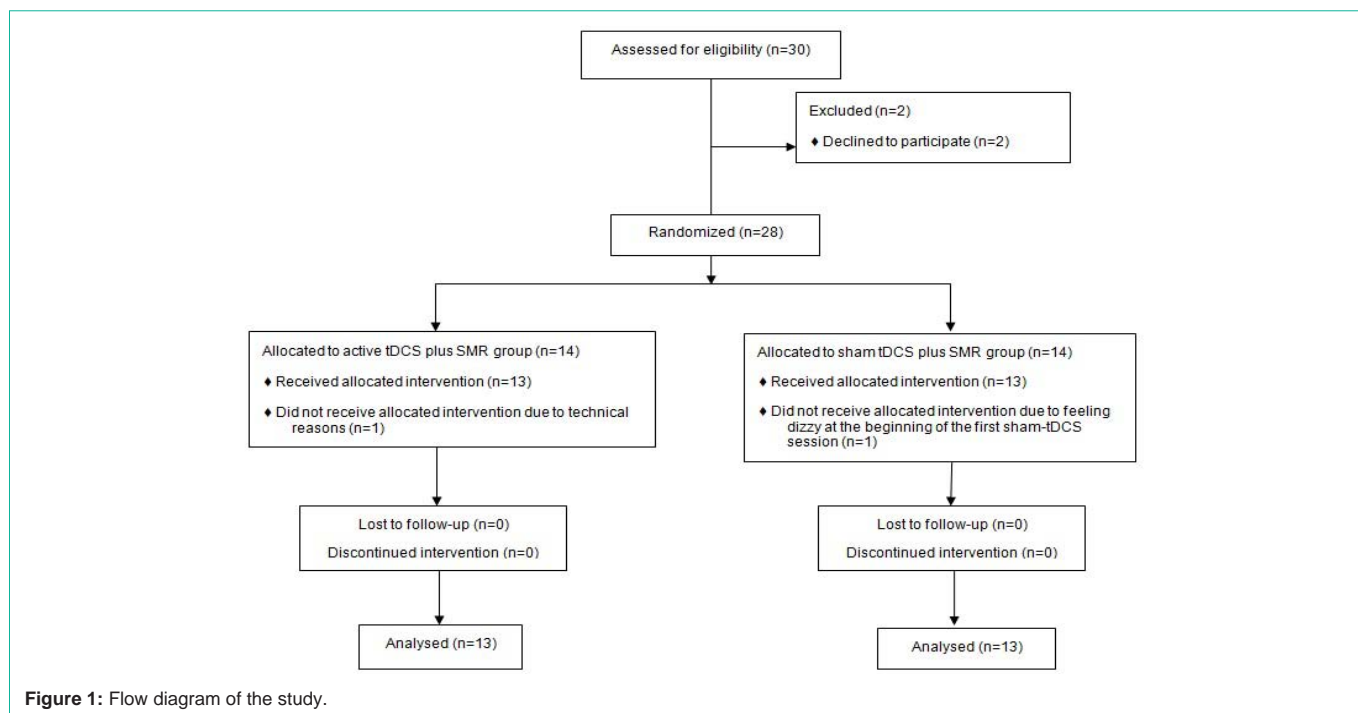 Assessed for eligibility (n=30)
Excluded (n=2)
♦ Declined to participate (n=2)
Randomized (n=28)
Allocated to active tDCS plus SMR group (n=14)
♦ Received allocated intervention (n=13)
♦ Did not receive allocated intervention due to technical
reasons (n=1)
Allocated to sham tDCS plus SMR group (n=14)
♦ Received allocated intervention (n=13)
♦ Did not receive allocated intervention due to feeling
dizzy at the beginning of the first sham-tDCS
session (n=1)
Lost to follow-up (n=0)
Discontinued intervention (n=0)
Lost to follow-up (n=0)
Discontinued intervention (n=0)
Analysed (n=13)
Analysed (n=13)
Figure 1: Flow diagram of the study.